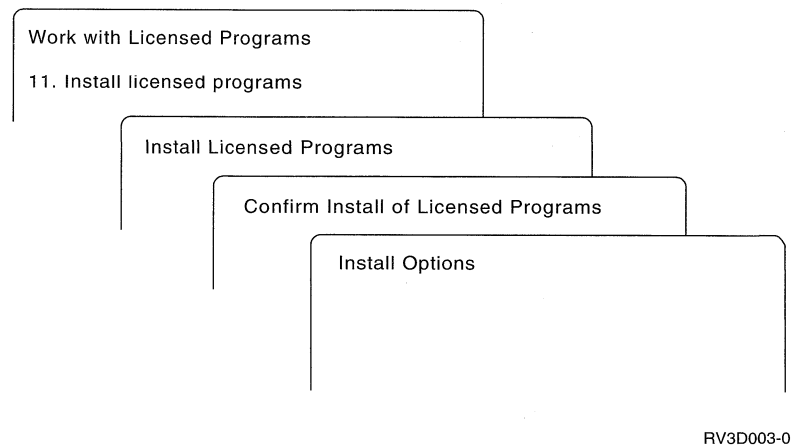 Work with Licensed Programs
11. Install licensed programs
Install Licensed Programs
Confirm Install of Licensed Programs
Install Options
RV3D003-0